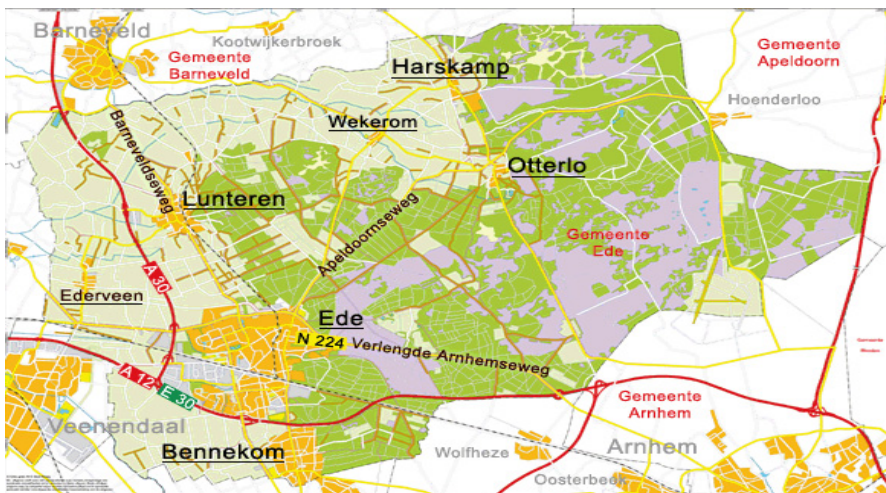 Barneveld
Kootwijkerbroek
Gemeente
Barneveld
Harskamp
Gemeente
Apeldoorn
Hoenderloo
Wekerom
Barneveldseweg
Otterlo
Lunteren
Apeldoornseweg
Gemeente
Ede
A 30
Ederveen
Ede
N 224 Verlengde Arnhemseweg
A 12
E 30
Gemeente
Arnhem
Veenendaal
Bennekom
Wolfheze
Arnhem
Oosterbeek